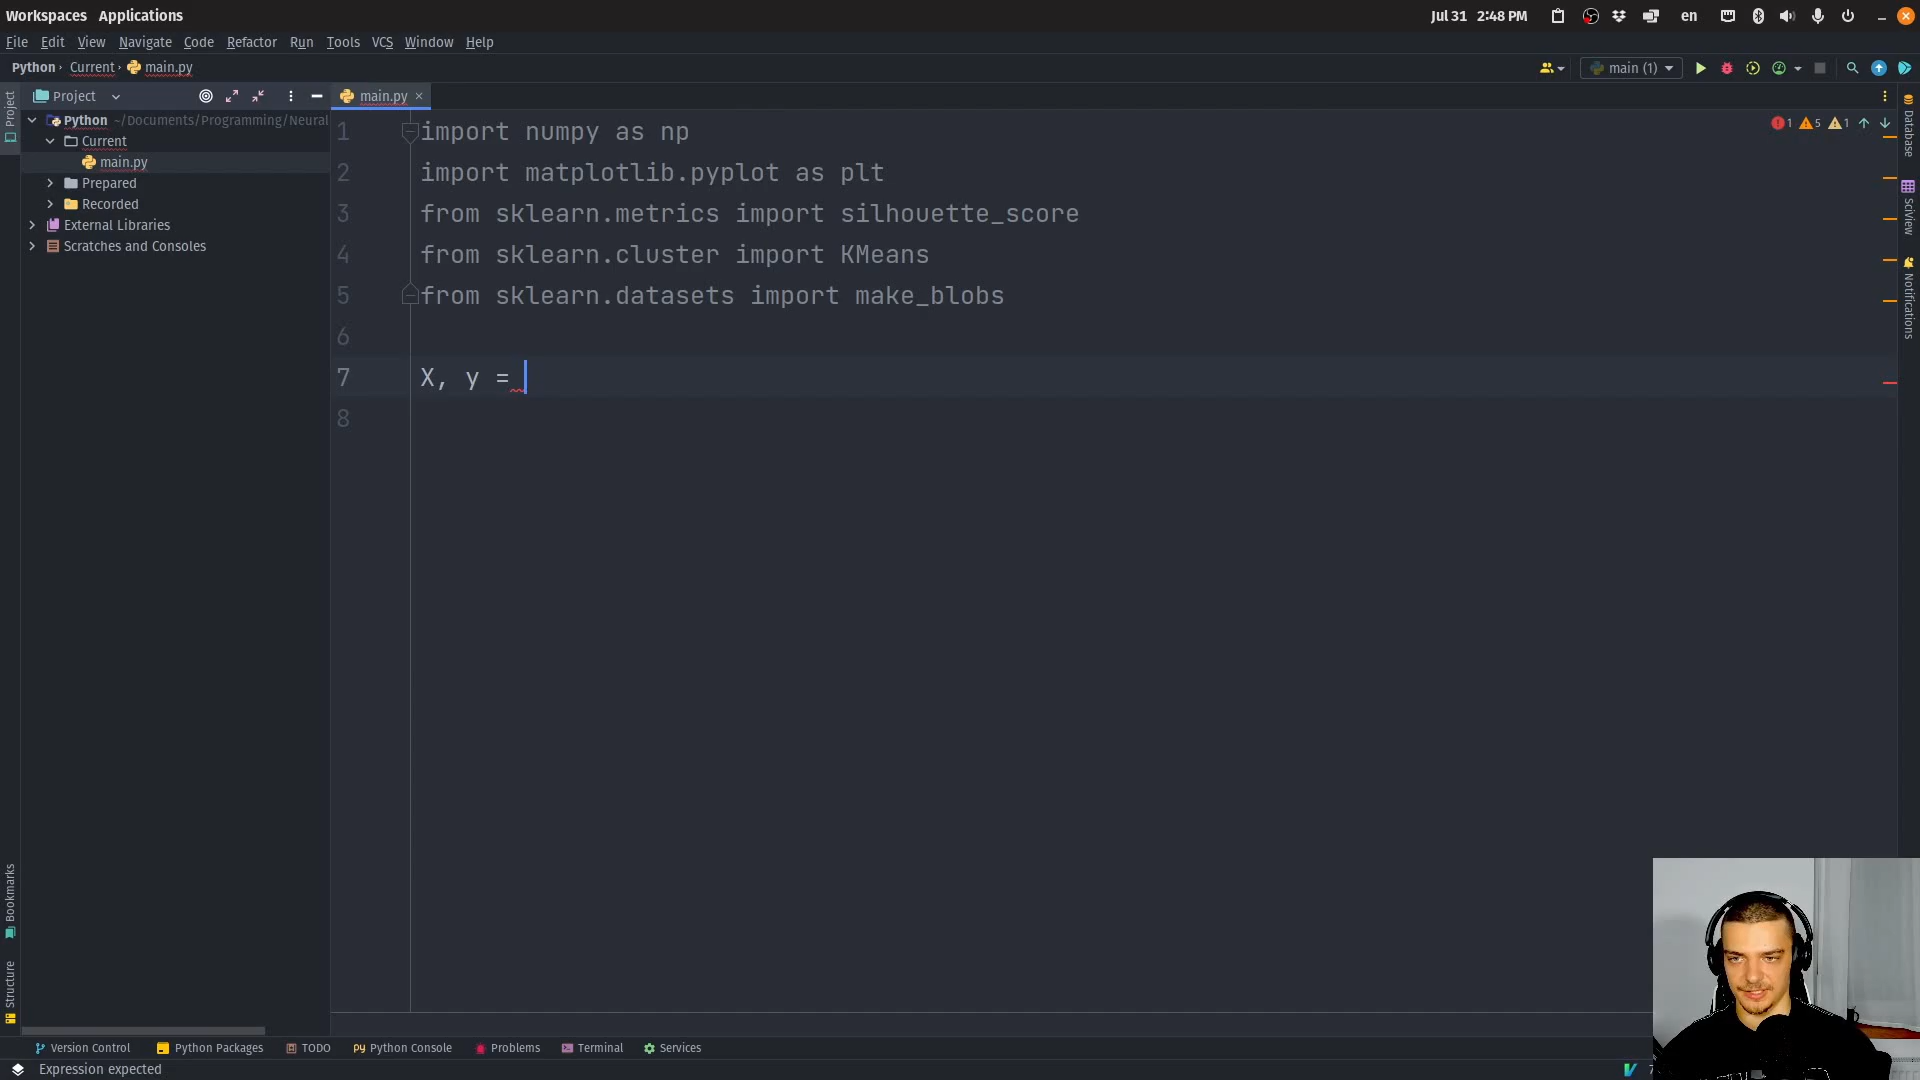 Workspaces Applications
Jul 31 2:48 PM
en
File Edit View Navigate Code Refactor Run Tools VCS Window Help
Python Current main.py
main (1)
Project
Project
main.py
Python ~/Documents/Programming/Neural
Current
main.py
Prepared
Recorded
External Libraries
Scratches and Consoles
1 import numpy as np
2 import matplotlib.pyplot as plt
3 from sklearn.metrics import silhouette_score
4 from sklearn.cluster import KMeans
5 from sklearn.datasets import make_blobs
6
7 X, y =
8
1 5 1
Database
SciView
Notifications
Bookmarks
Structure
Version Control Python Packages TODO Python Console Problems Terminal Services
Expression expected